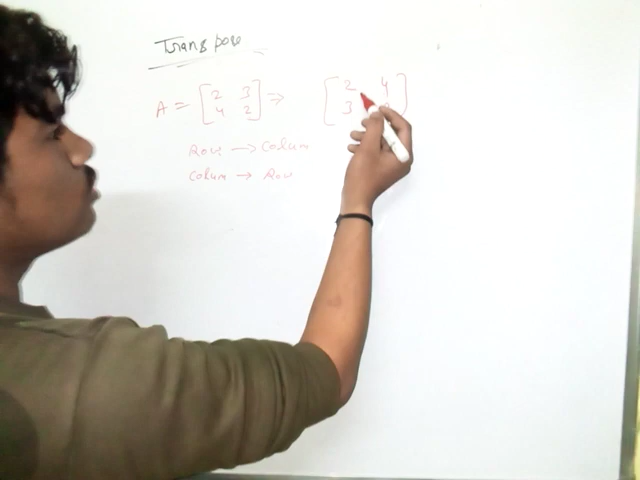 Transpose
A = [2 3 ⇒ [2 4
4 2] 3 ]
Row → Colum
Colum → Row